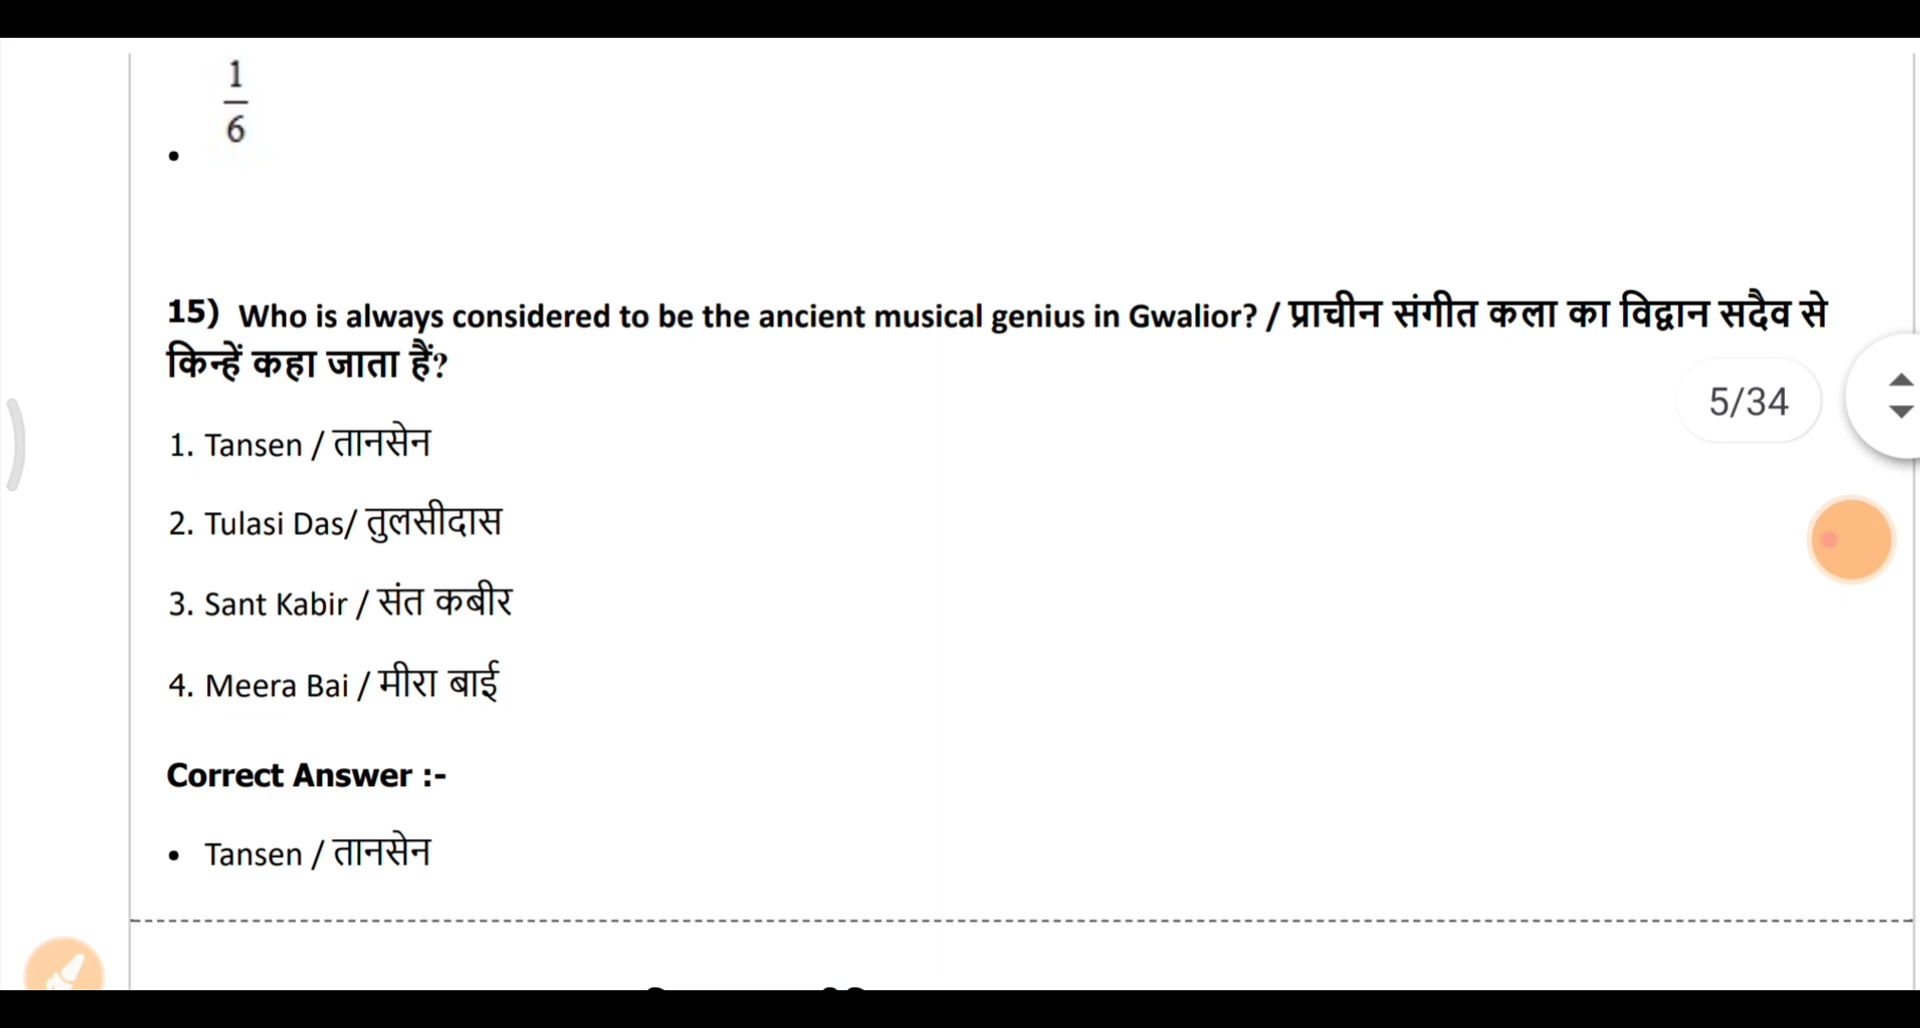 1
6
•
15) Who is always considered to be the ancient musical genius in Gwalior? / प्राचीन संगीत कला का विद्वान सदैव से
किन्हें कहा जाता हैं?
5/34
1. Tansen / तानसेन
2. Tulasi Das/ तुलसीदास
3. Sant Kabir / संत कबीर
4. Meera Bai / मीरा बाई
Correct Answer :-
• Tansen / तानसेन